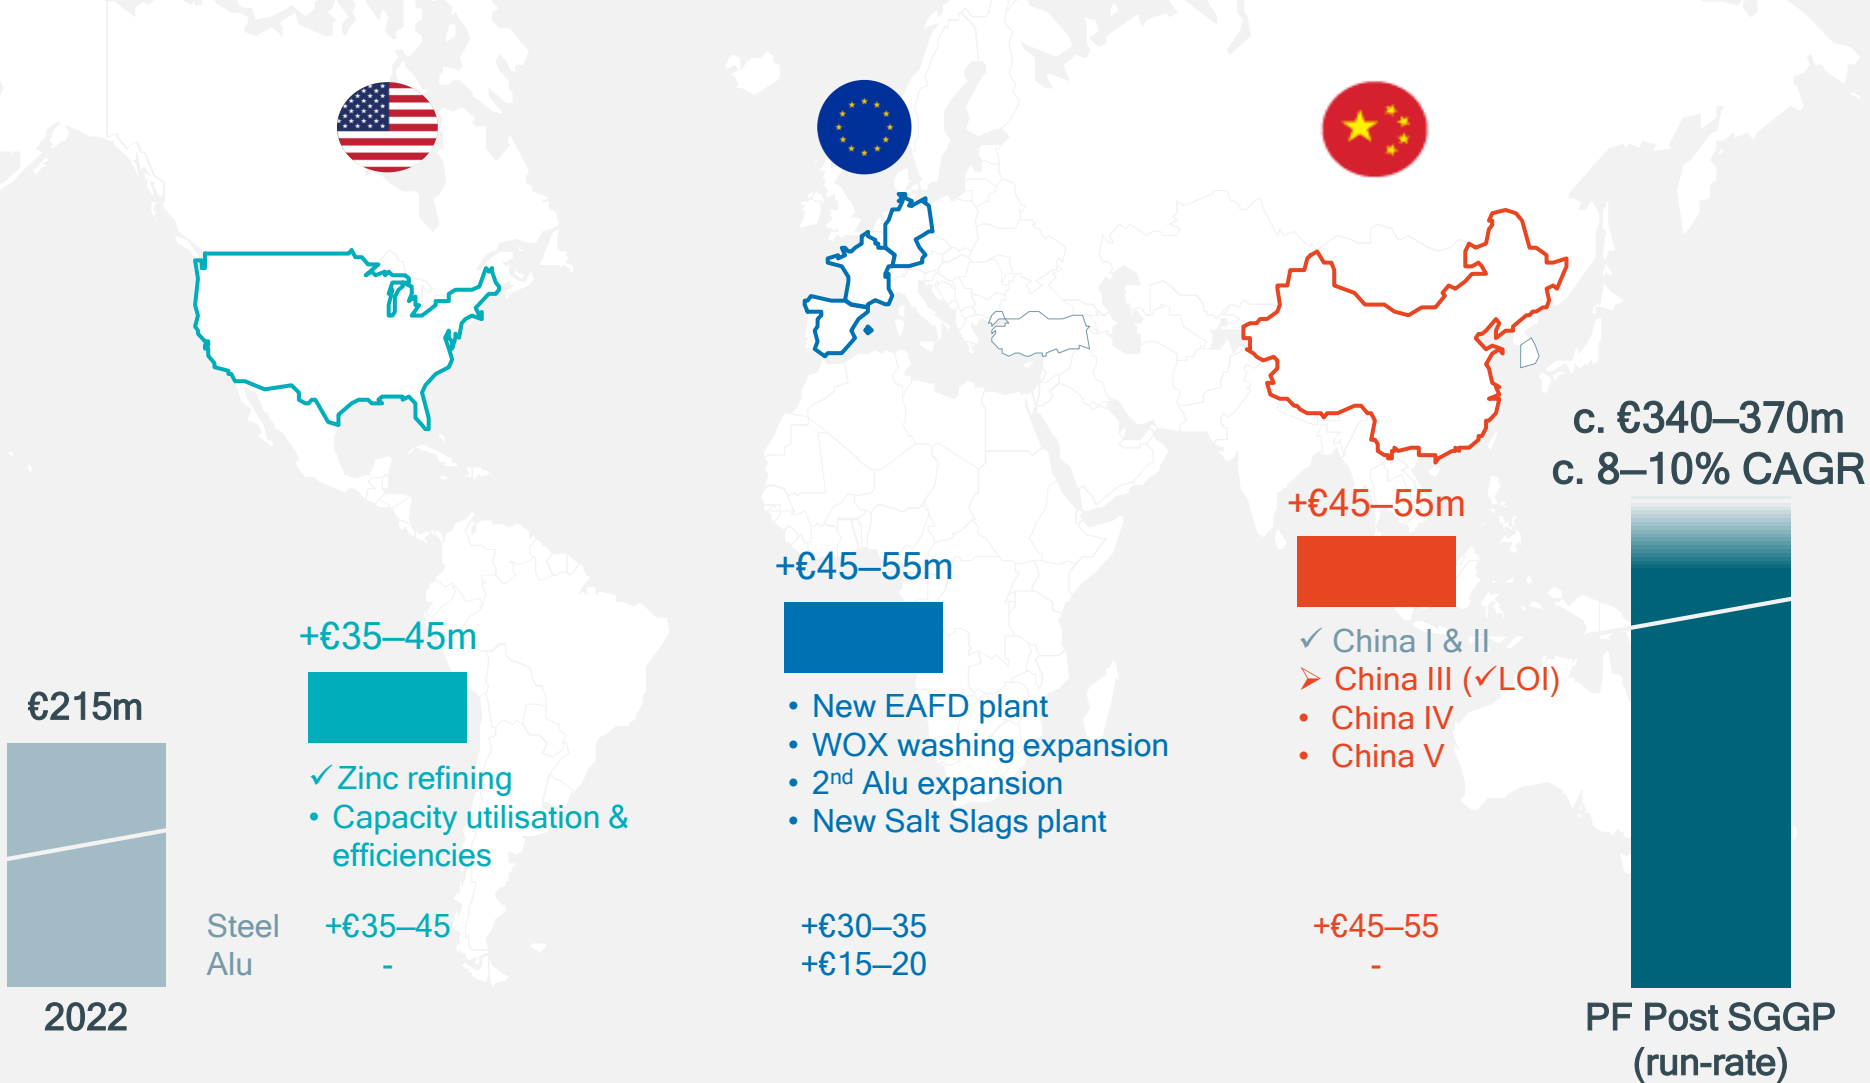 €215m
2022
+€35–45m
✓ Zinc refining
• Capacity utilisation &
efficiencies
+€45–55m
• New EAFD plant
• WOX washing expansion
• 2nd Alu expansion
• New Salt Slags plant
+€45–55m
✓ China I & II
➢ China III (✓LOI)
• China IV
• China V
c. €340–370m
c. 8–10% CAGR
PF Post SGGP
(run-rate)
Steel +€35–45 +€30–35 +€45–55
Alu - +€15–20 -